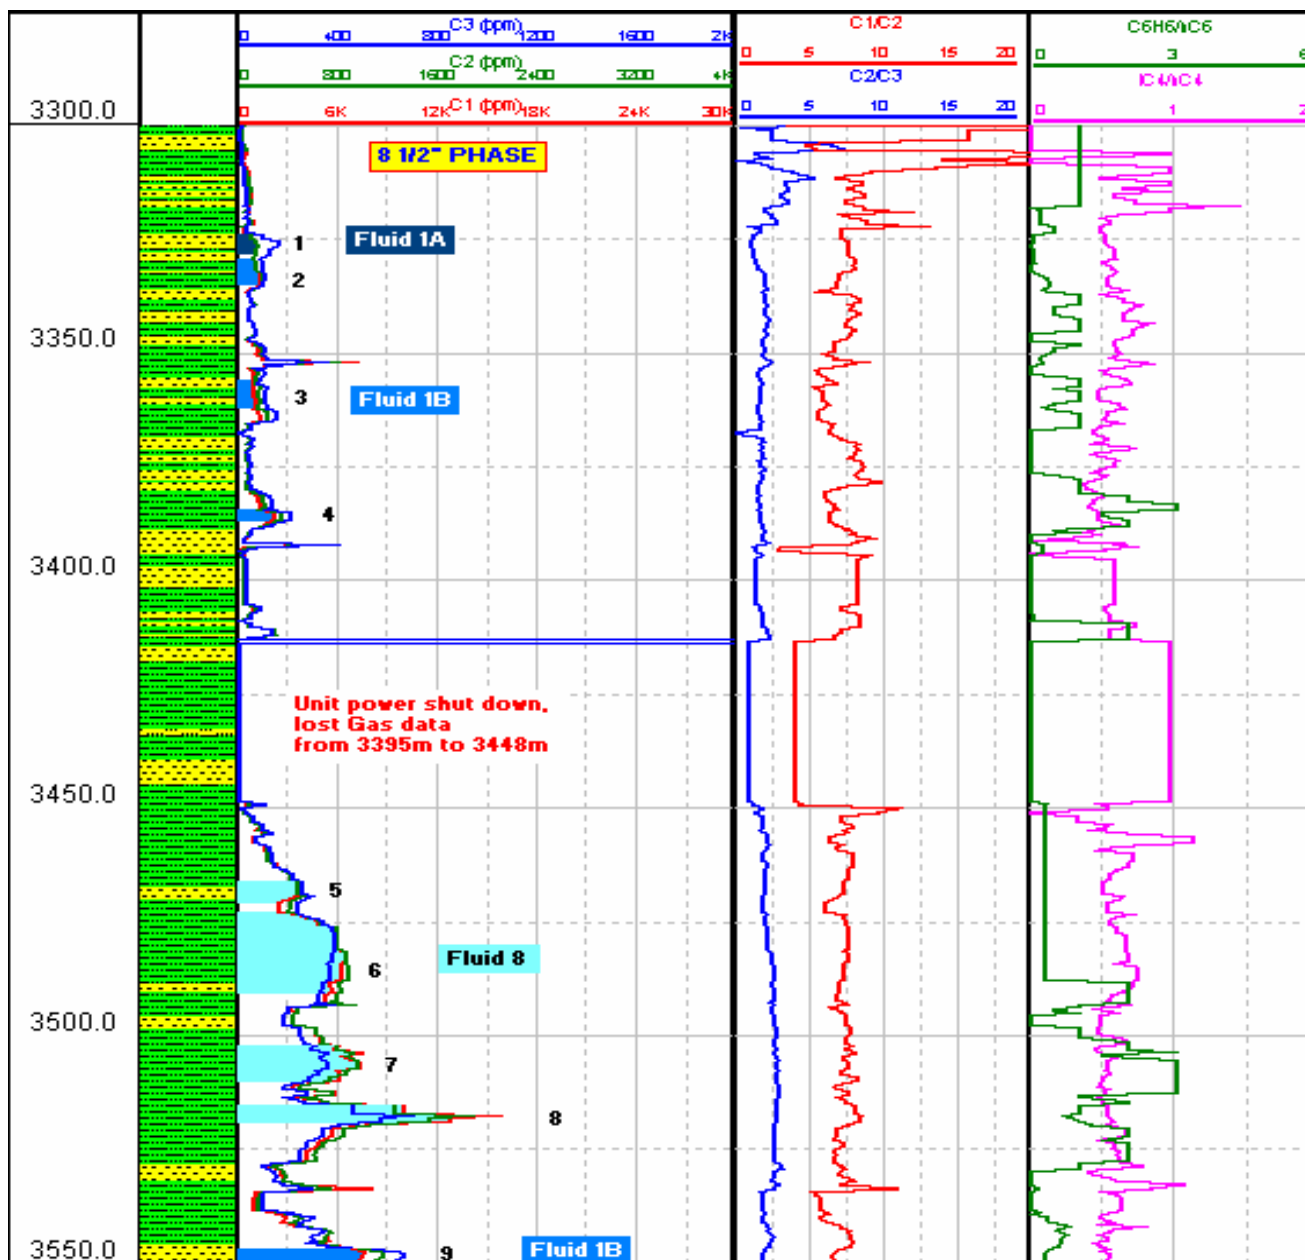 C3 (ppm)
0 400 800 1200 1600 2k
C2 (ppm)
0 800 1600 2400 3200 4k
C1 (ppm)
0 6K 12K 18K 24K 30K
C1/C2
0 5 10 15 20
C2/C3
0 5 10 15 20
C6H6/nC6
0 3 6
iC4/nC4
0 1 2
3300.0
8 1/2" PHASE
1
Fluid 1A
2
3350.0
3
Fluid 1B
4
3400.0
Unit power shut down,
lost Gas data
from 3395m to 3448m
3450.0
5
Fluid 8
6
3500.0
7
8
3550.0
9
Fluid 1B